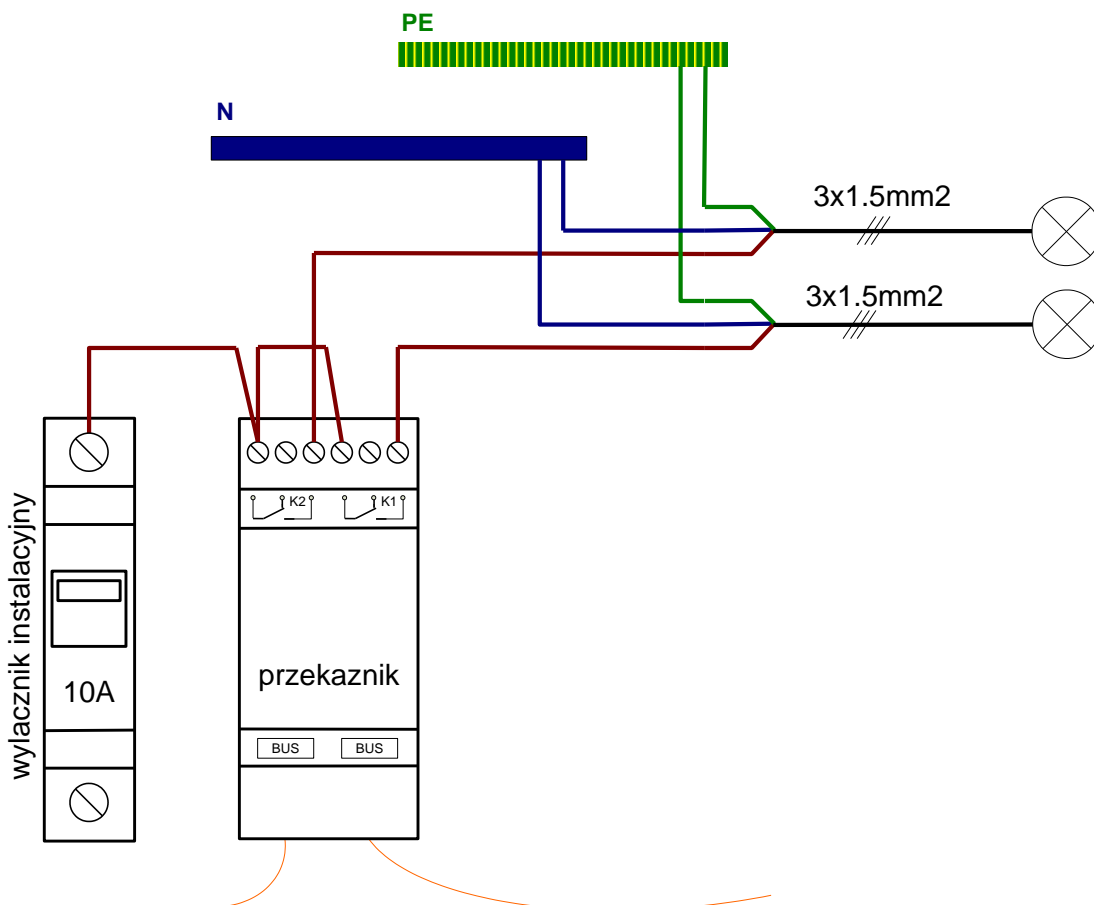 PE
N
3x1.5mm2
3x1.5mm2
K2
K1
wylacznik instalacyjny
10A
przekaznik
BUS
BUS